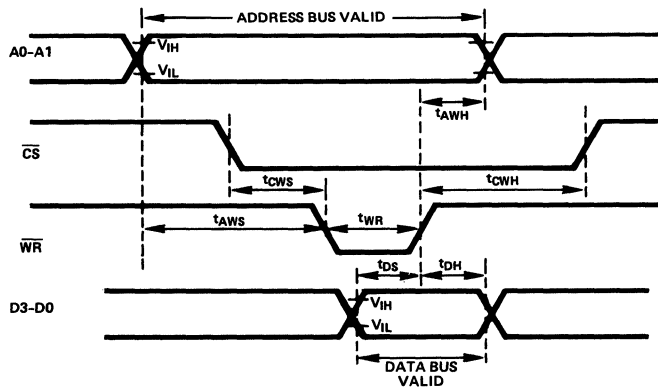 ADDRESS BUS VALID
A0–A1
VIH
VIL
tAWH
CS
tCWS
tCWH
tAWS
tWR
WR
tDS
tDH
D3–D0
VIH
VIL
DATA BUS
VALID